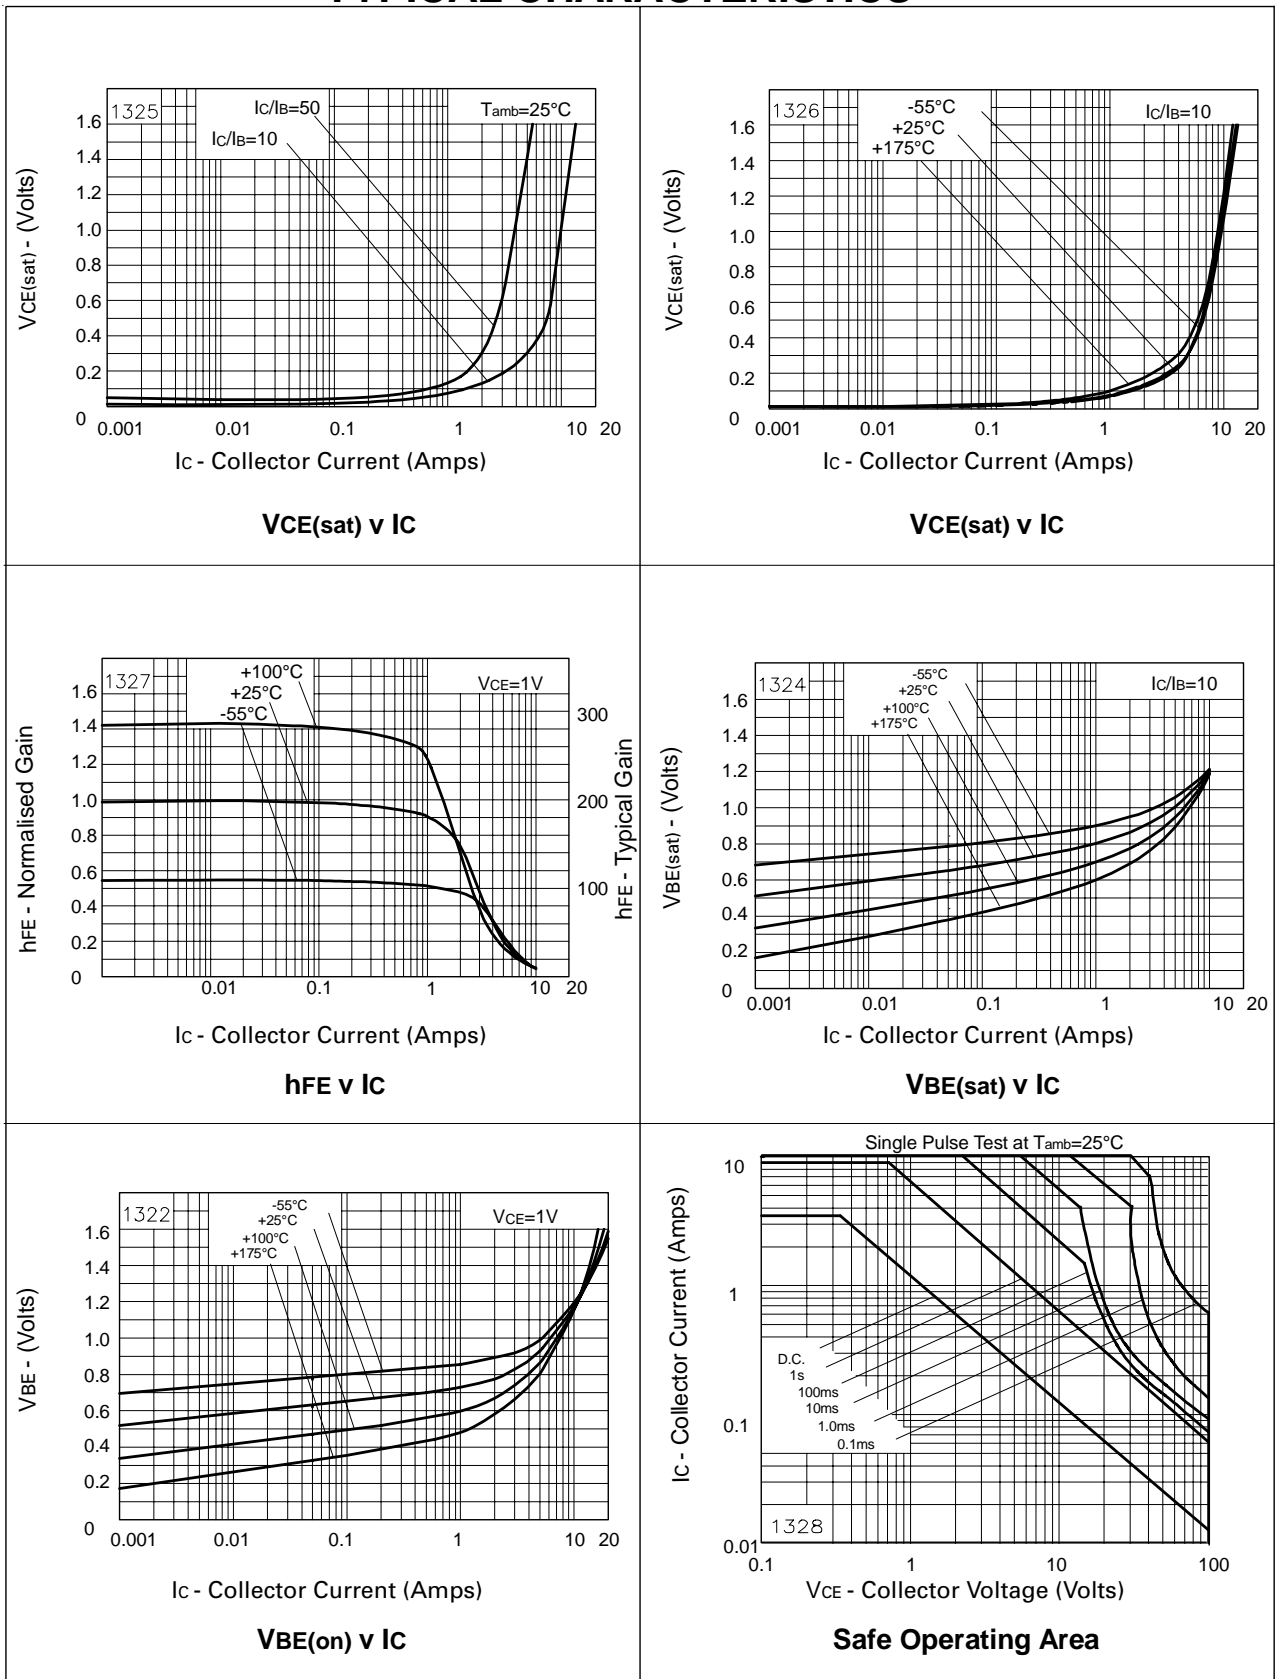 TYPICAL CHARACTERISTICS
1325
IC/IB=50
IC/IB=10
Tamb=25°C
1.6
1.4
1.2
1.0
0.8
0.6
0.4
0.2
0
VCE(sat) - (Volts)
0.001 0.01 0.1 1 10 20
IC - Collector Current (Amps)
VCE(sat) v IC
1326
-55°C
+25°C
+175°C
IC/IB=10
1.6
1.4
1.2
1.0
0.8
0.6
0.4
0.2
0
VCE(sat) - (Volts)
0.001 0.01 0.1 1 10 20
IC - Collector Current (Amps)
VCE(sat) v IC
1327
+100°C
+25°C
-55°C
VCE=1V
1.6
1.4
1.2
1.0
0.8
0.6
0.4
0.2
0
hFE - Normalised Gain
300
200
100
hFE - Typical Gain
0.01 0.1 1 10 20
IC - Collector Current (Amps)
hFE v IC
1324
-55°C
+25°C
+100°C
+175°C
IC/IB=10
1.6
1.4
1.2
1.0
0.8
0.6
0.4
0.2
0
VBE(sat) - (Volts)
0.001 0.01 0.1 1 10 20
IC - Collector Current (Amps)
VBE(sat) v IC
1322
-55°C
+25°C
+100°C
+175°C
VCE=1V
1.6
1.4
1.2
1.0
0.8
0.6
0.4
0.2
0
VBE - (Volts)
0.001 0.01 0.1 1 10 20
IC - Collector Current (Amps)
VBE(on) v IC
Single Pulse Test at Tamb=25°C
10
1
0.1
0.01
IC - Collector Current (Amps)
D.C.
1s
100ms
10ms
1.0ms
0.1ms
1328
0.1 1 10 100
VCE - Collector Voltage (Volts)
Safe Operating Area